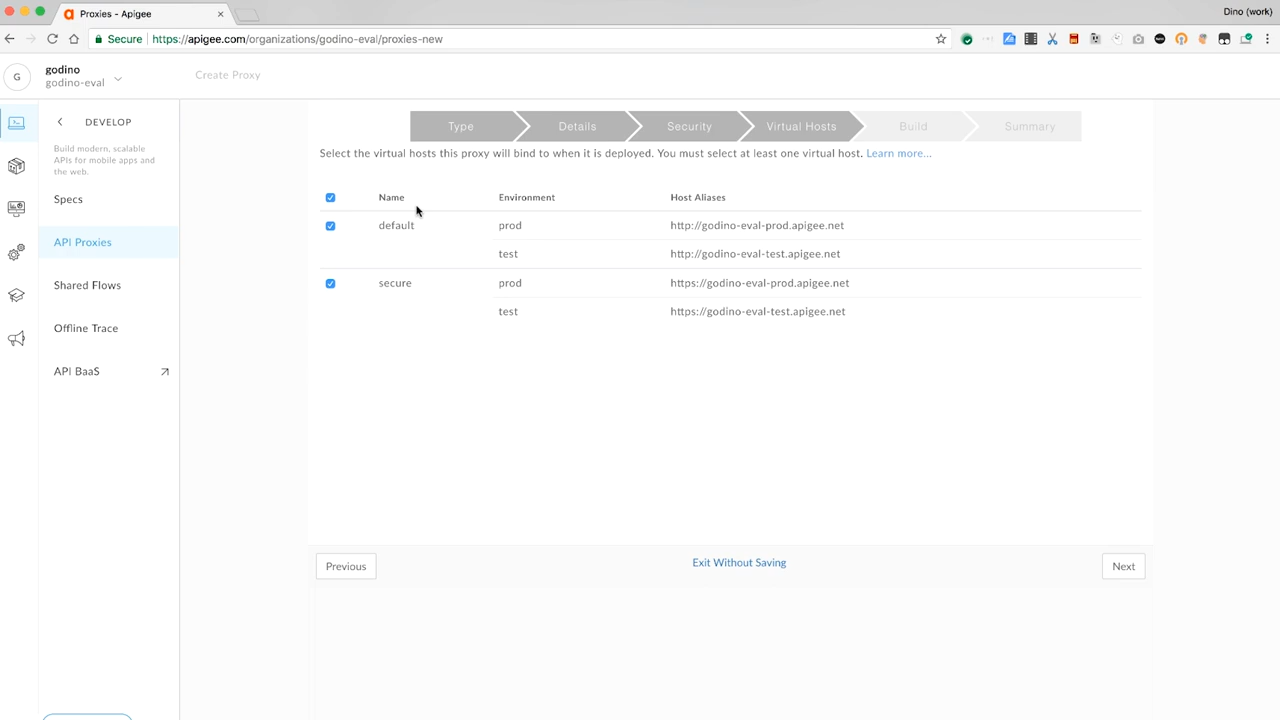 Proxies - Apigee
Dino (work)
Secure https://apigee.com/organizations/godino-eval/proxies-new
G
godino
godino-eval
Create Proxy
DEVELOP
Build modern, scalable
APIs for mobile apps and
the web.
Specs
API Proxies
Shared Flows
Offline Trace
API BaaS
Type Details Security Virtual Hosts Build Summary
Select the virtual hosts this proxy will bind to when it is deployed. You must select at least one virtual host. Learn more...
Name Environment Host Aliases
default prod http://godino-eval-prod.apigee.net
test http://godino-eval-test.apigee.net
secure prod https://godino-eval-prod.apigee.net
test https://godino-eval-test.apigee.net
Previous Exit Without Saving Next